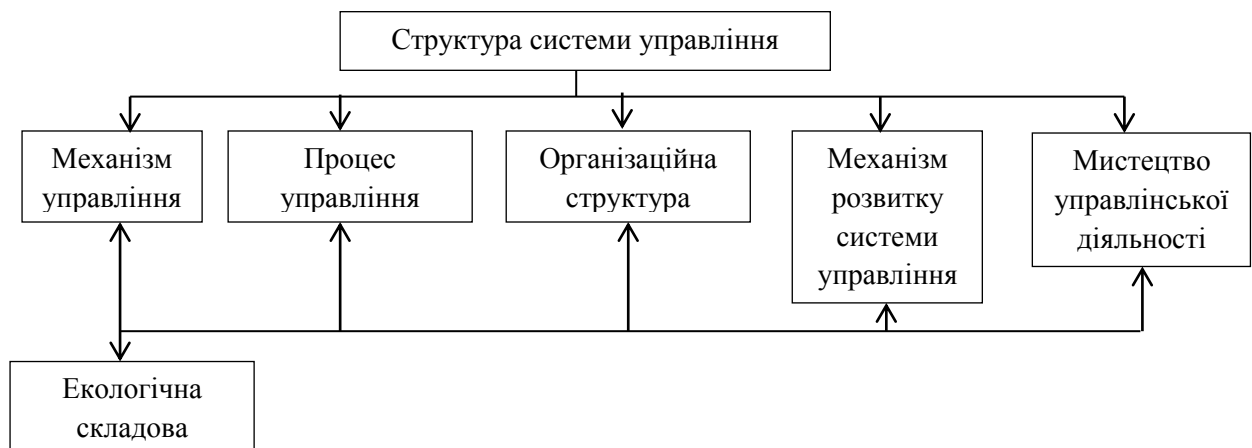 Структура системи управління
Механізм
управління
Процес
управління
Організаційна
структура
Механізм
розвитку
системи
управління
Мистецтво
управлінської
діяльності
Екологічна
складова